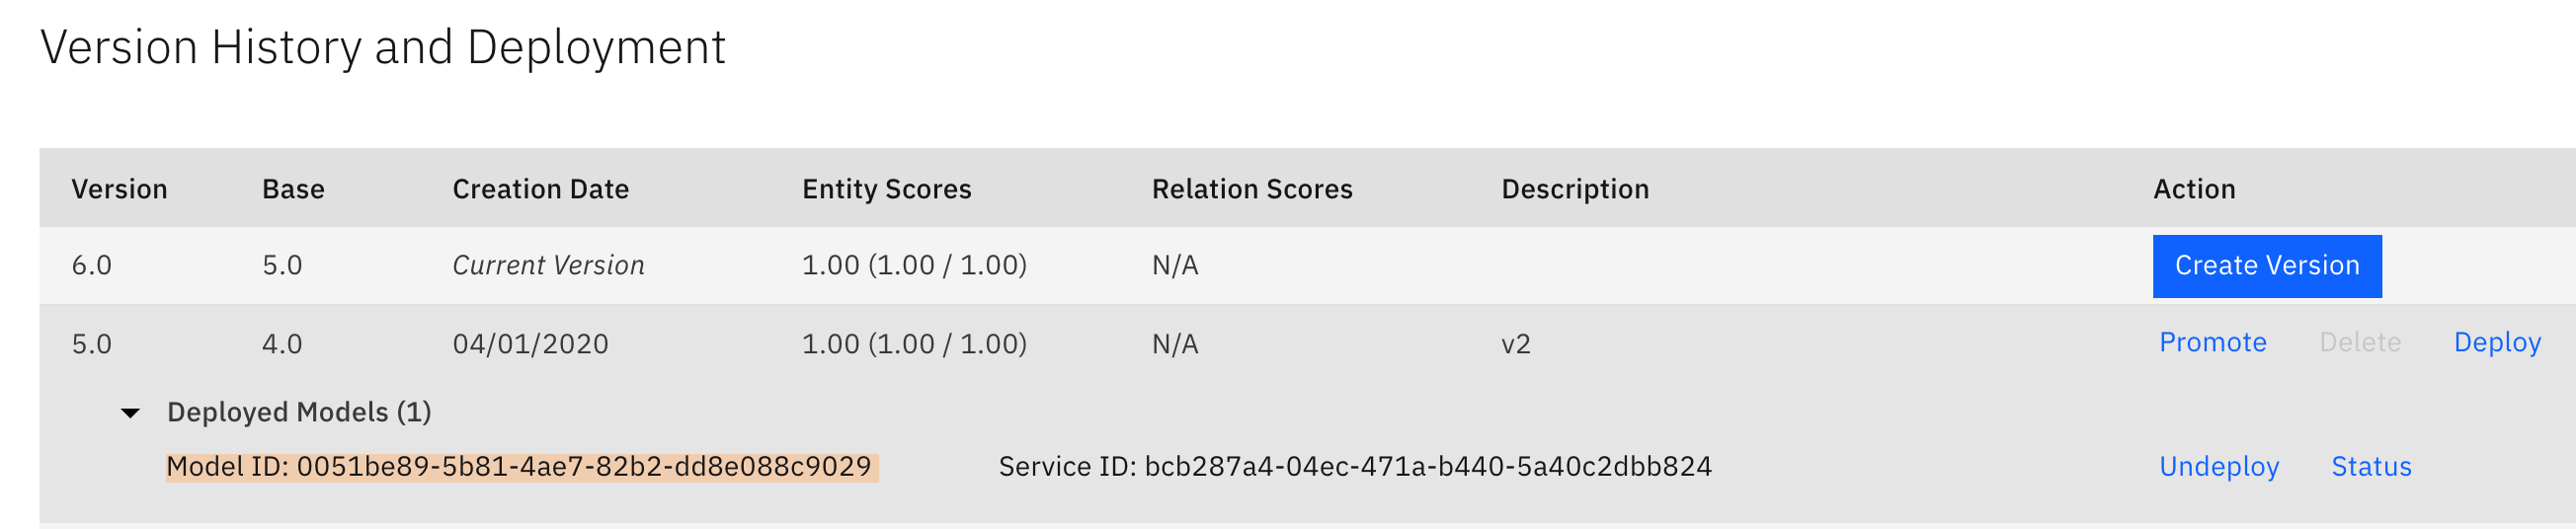 Version History and Deployment
Version Base Creation Date Entity Scores Relation Scores Description Action
6.0 5.0 Current Version 1.00 (1.00 / 1.00) N/A Create Version
5.0 4.0 04/01/2020 1.00 (1.00 / 1.00) N/A v2 Promote Delete Deploy
Deployed Models (1)
Model ID: 0051be89-5b81-4ae7-82b2-dd8e088c9029 Service ID: bcb287a4-04ec-471a-b440-5a40c2dbb824 Undeploy Status